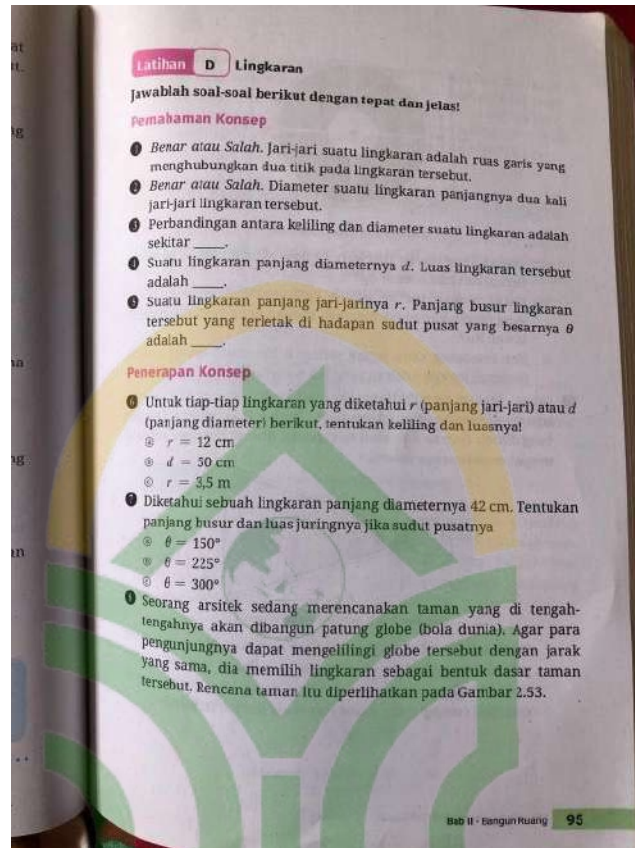 at
tt.
ng
na
ng
an
Latihan D Lingkaran
Jawablah soal-soal berikut dengan tepat dan jelas!
Pemahaman Konsep
1 Benar atau Salah. Jari-jari suatu lingkaran adalah ruas garis yang
menghubungkan dua titik pada lingkaran tersebut.
2 Benar atau Salah. Diameter suatu lingkaran panjangnya dua kali
jari-jari lingkaran tersebut.
3 Perbandingan antara keliling dan diameter suatu lingkaran adalah
sekitar _____.
4 Suatu lingkaran panjang diameternya d. Luas lingkaran tersebut
adalah _____.
5 Suatu lingkaran panjang jari-jarinya r. Panjang busur lingkaran
tersebut yang terletak di hadapan sudut pusat yang besarnya θ
adalah _____.
Penerapan Konsep
6 Untuk tiap-tiap lingkaran yang diketahui r (panjang jari-jari) atau d
(panjang diameter) berikut, tentukan keliling dan luasnya!
a r = 12 cm
b d = 50 cm
c r = 3,5 m
7 Diketahui sebuah lingkaran panjang diameternya 42 cm. Tentukan
panjang busur dan luas juringnya jika sudut pusatnya
a θ = 150°
b θ = 225°
c θ = 300°
8 Seorang arsitek sedang merencanakan taman yang di tengah-
tengahnya akan dibangun patung globe (bola dunia). Agar para
pengunjungnya dapat mengelilingi globe tersebut dengan jarak
yang sama, dia memilih lingkaran sebagai bentuk dasar taman
tersebut. Rencana taman itu diperlihatkan pada Gambar 2.53.
Bab II - Bangun Ruang 95